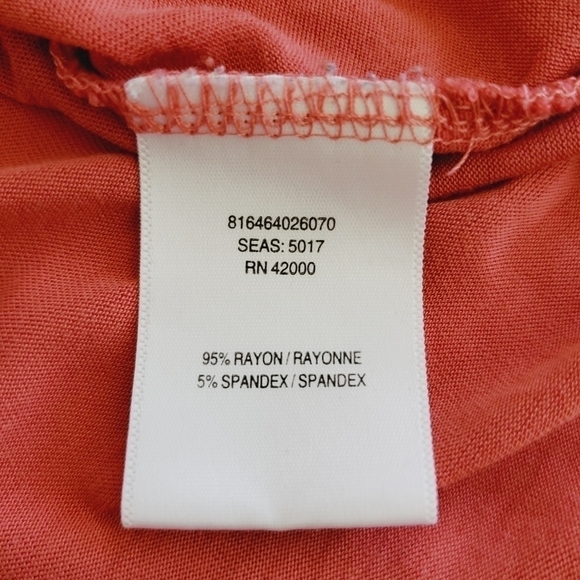 816464026070
SEAS: 5017
RN 42000
95% RAYON / RAYONNE
5% SPANDEX / SPANDEX